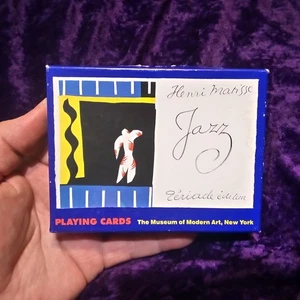 Henri Matisse
Jazz
Tériade éditeur
PLAYING CARDS The Museum of Modern Art, New York